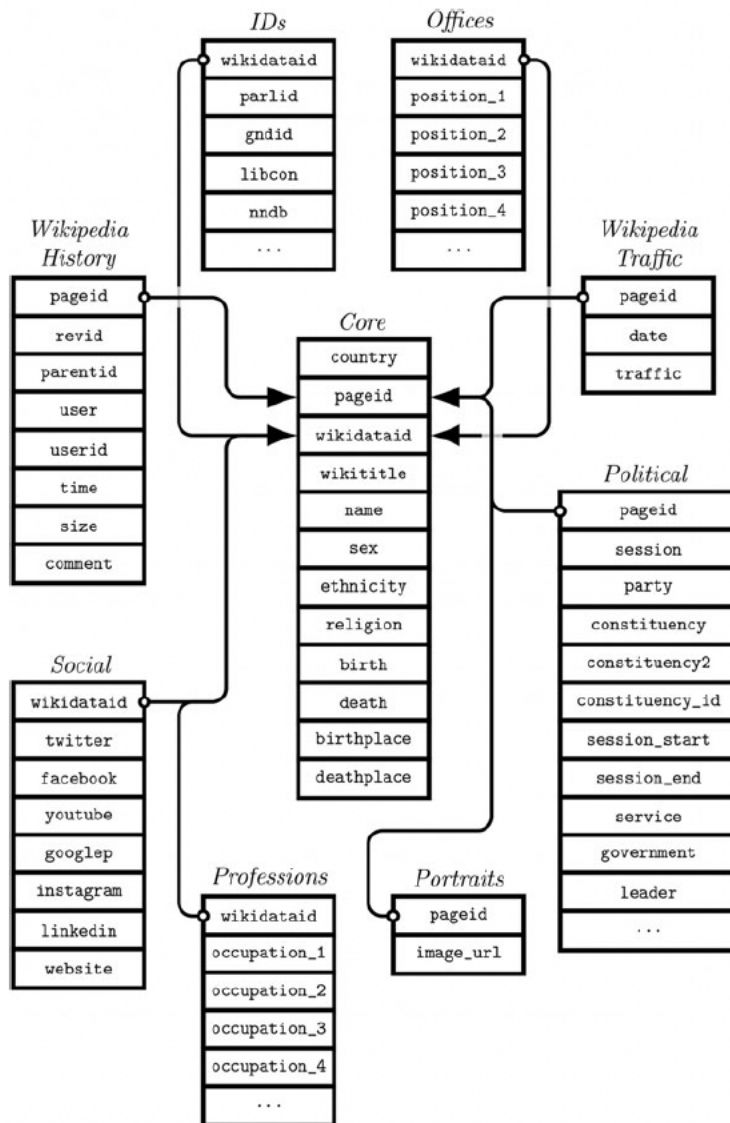 IDs
wikidataid
parlid
gndid
libcon
nndb
...
Offices
wikidataid
position_1
position_2
position_3
position_4
...
Wikipedia
History
pageid
revid
parentid
user
userid
time
size
comment
Core
country
pageid
wikidataid
wikititle
name
sex
ethnicity
religion
birth
death
birthplace
deathplace
Wikipedia
Traffic
pageid
date
traffic
Political
pageid
session
party
constituency
constituency2
constituency_id
session_start
session_end
service
government
leader
...
Social
wikidataid
twitter
facebook
youtube
googlep
instagram
linkedin
website
Professions
wikidataid
occupation_1
occupation_2
occupation_3
occupation_4
...
Portraits
pageid
image_url